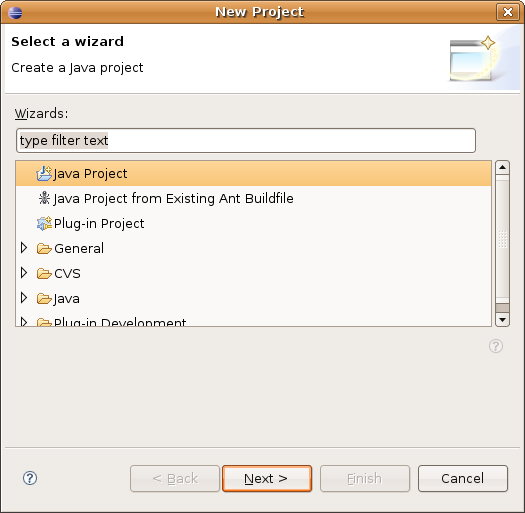 New Project
Select a wizard
Create a Java project
Wizards:
type filter text
Java Project
Java Project from Existing Ant Buildfile
Plug-in Project
General
CVS
Java
Plug-in Development
< Back
Next >
Finish
Cancel